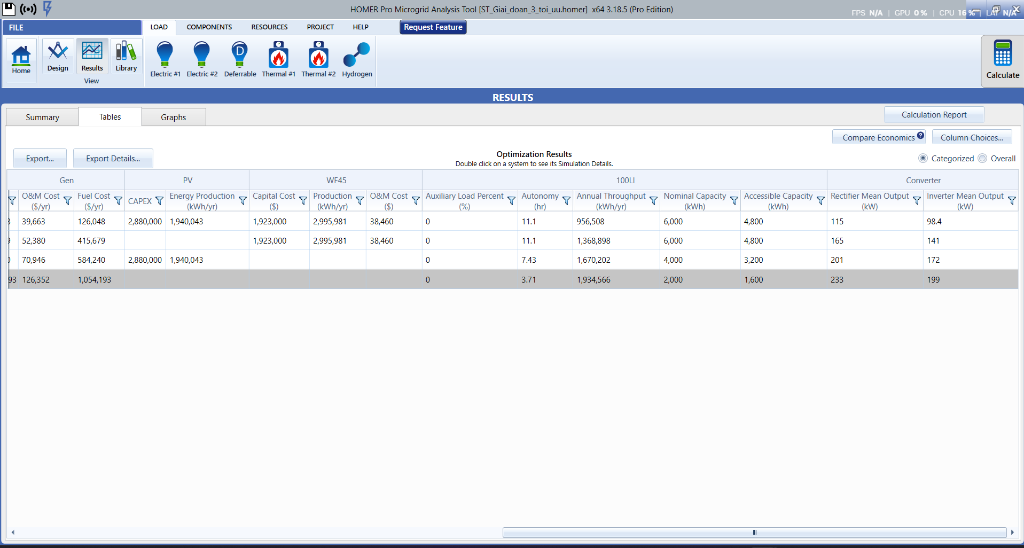 HOMER Pro Microgrid Analysis Tool [ST_Giai_doan_3_toi_uu.homer] x64 3.18.5 (Pro Edition)
FPS N/A | GPU 0% | CPU 16% | LAT N/A
FILE LOAD COMPONENTS RESOURCES PROJECT HELP Request Feature
Home Design Results Library Electric #1 Electric #2 Deferrable Thermal #1 Thermal #2 Hydrogen Calculate
View
RESULTS
Summary Tables Graphs Calculation Report
Compare Economics Column Choices...
Export... Export Details... Optimization Results Categorized Overall
Double click on a system to see its Simulation Details.
Gen PV WF45 100LI Converter
O&M Cost ($/yr) Fuel Cost ($/yr) CAPEX Energy Production (kWh/yr) Capital Cost ($) Production (kWh/yr) O&M Cost ($) Auxiliary Load Percent (%) Autonomy (hr) Annual Throughput (kWh/yr) Nominal Capacity (kWh) Accessible Capacity (kWh) Rectifier Mean Output (kW) Inverter Mean Output (kW)
39,663 126,048 2,880,000 1,940,043 1,923,000 2,995,981 38,460 0 11.1 956,508 6,000 4,800 115 98.4
52,380 415,679 1,923,000 2,995,981 38,460 0 11.1 1,368,898 6,000 4,800 165 141
70,946 584,240 2,880,000 1,940,043 0 7.43 1,670,202 4,000 3,200 201 172
93 126,352 1,054,193 0 3.71 1,934,566 2,000 1,600 233 199